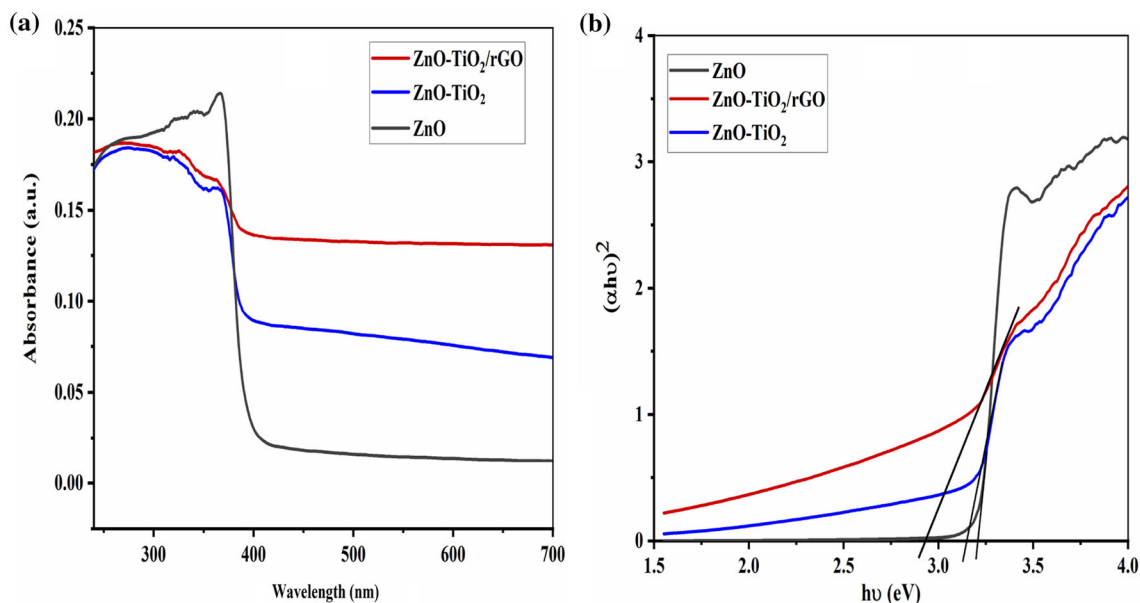 (a)
0.25
0.20
0.15
0.10
0.05
0.00
Absorbance (a.u.)
ZnO-TiO₂/rGO
ZnO-TiO₂
ZnO
300
400
500
600
700
Wavelength (nm)
(b)
4
3
2
1
0
(αhυ)²
ZnO
ZnO-TiO₂/rGO
ZnO-TiO₂
1.5
2.0
2.5
3.0
3.5
4.0
hυ (eV)